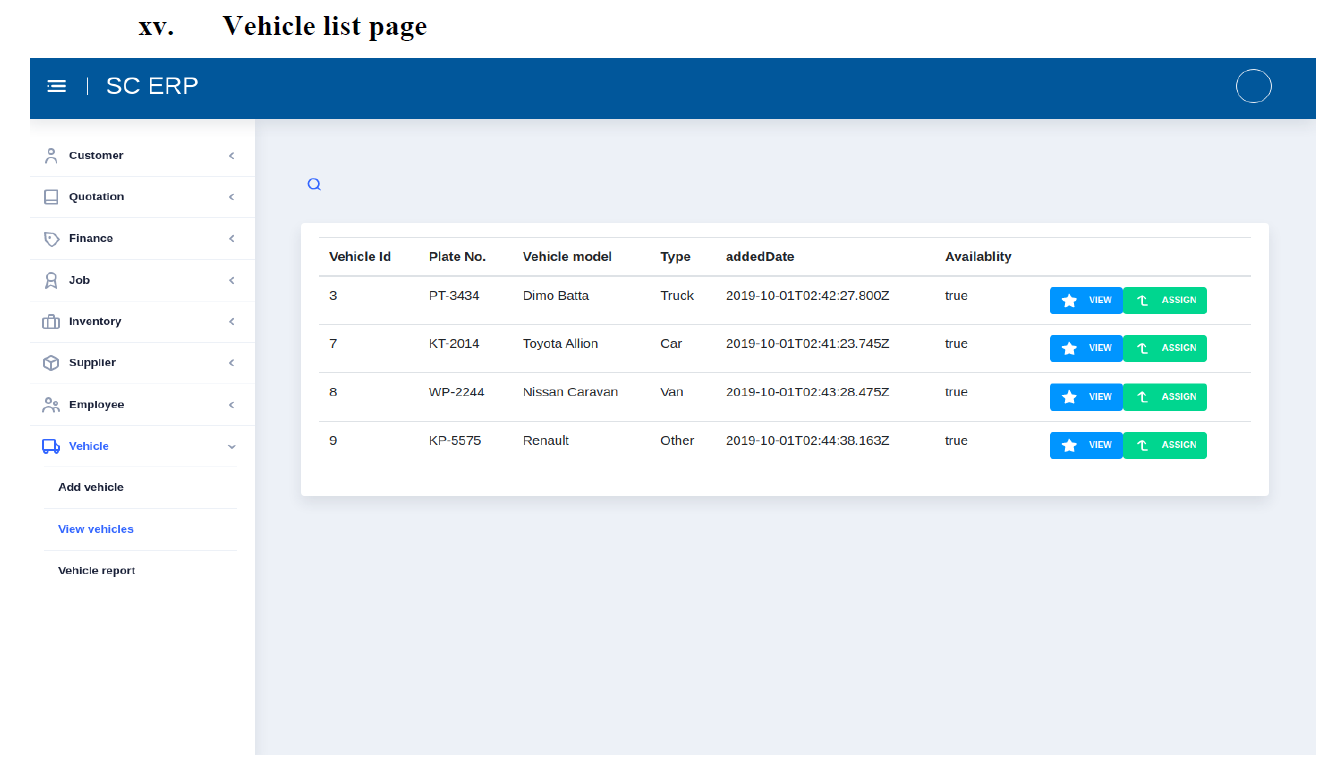 xv. Vehicle list page
SC ERP
Customer
Quotation
Finance
Job
Inventory
Supplier
Employee
Vehicle
Add vehicle
View vehicles
Vehicle report
Vehicle Id Plate No. Vehicle model Type addedDate Availablity
3 PT-3434 Dimo Batta Truck 2019-10-01T02:42:27.800Z true VIEW ASSIGN
7 KT-2014 Toyota Allion Car 2019-10-01T02:41:23.745Z true VIEW ASSIGN
8 WP-2244 Nissan Caravan Van 2019-10-01T02:43:28.475Z true VIEW ASSIGN
9 KP-5575 Renault Other 2019-10-01T02:44:38.163Z true VIEW ASSIGN